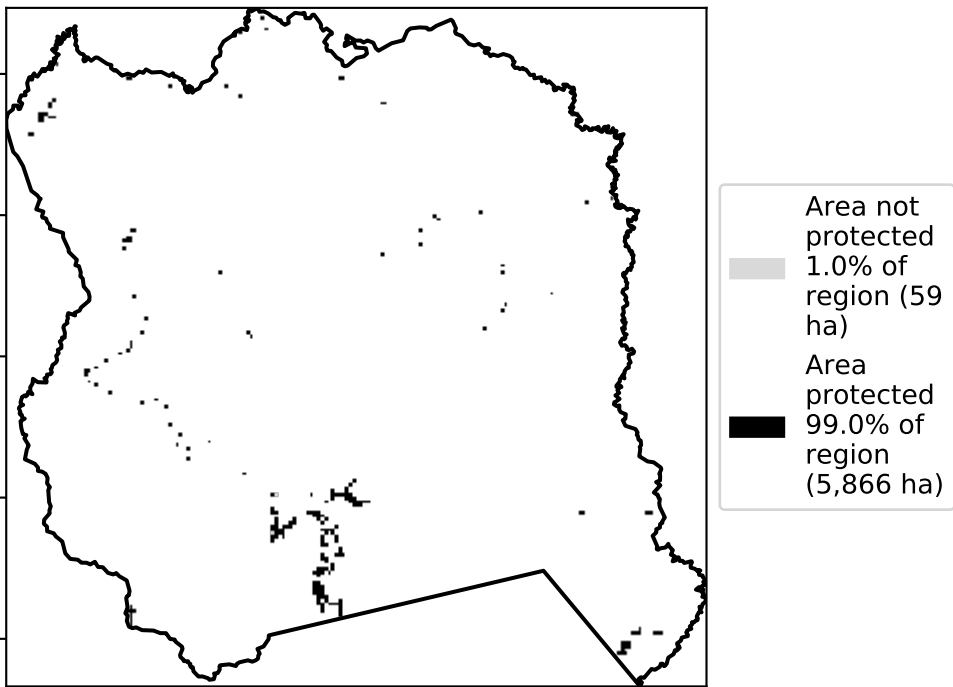 Area not
protected
1.0% of
region (59
ha)
Area
protected
99.0% of
region
(5,866 ha)